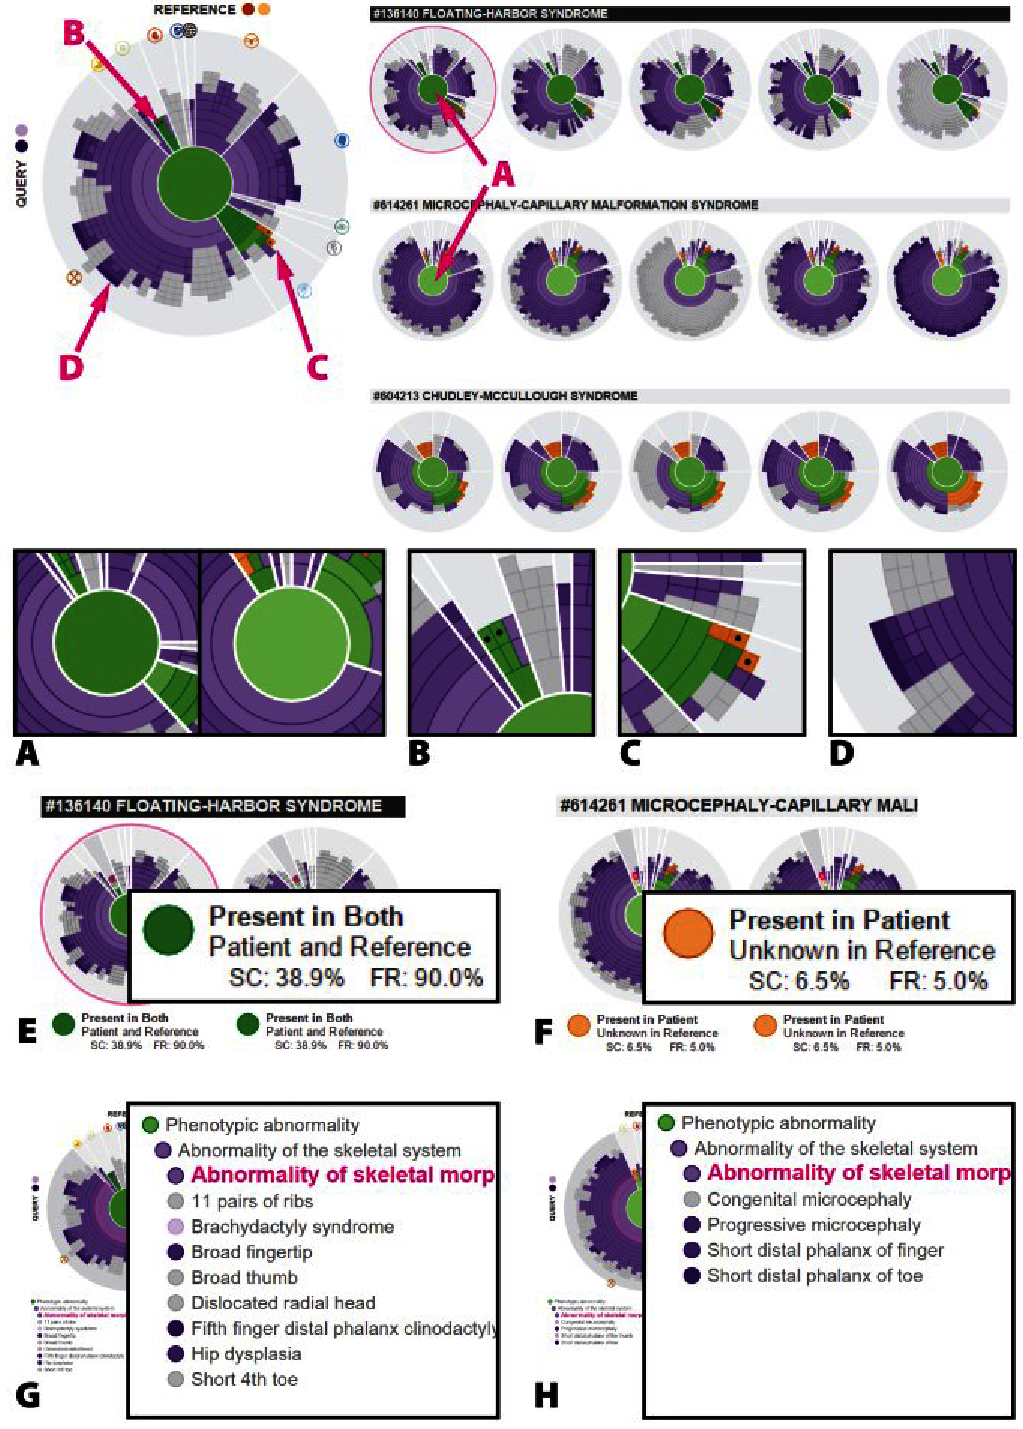 REFERENCE
QUERY
B
D
C
#136140 FLOATING-HARBOR SYNDROME
A
#614261 MICROCEPHALY-CAPILLARY MALFORMATION SYNDROME
#604213 CHUDLEY-MCCULLOUGH SYNDROME
A
B
C
D
#136140 FLOATING-HARBOR SYNDROME
Present in Both
Patient and Reference
SC: 38.9% FR: 90.0%
E
Present in Both
Patient and Reference
SC: 38.9% FR: 90.0%
Present in Both
Patient and Reference
SC: 38.9% FR: 90.0%
#614261 MICROCEPHALY-CAPILLARY MALI
Present in Patient
Unknown in Reference
SC: 6.5% FR: 5.0%
F
Present in Patient
Unknown in Reference
SC: 6.5% FR: 5.0%
Present in Patient
Unknown in Reference
SC: 6.5% FR: 5.0%
REFE
QUERY
Phenotypic abnormality
Abnormality of the skeletal system
Abnormality of skeletal morp
11 pairs of ribs
Brachydactyly syndrome
Broad fingertip
Broad thumb
Dislocated radial head
Fifth finger distal phalanx clinodactyly
Hip dysplasia
Short 4th toe
G
REF
QUERY
Phenotypic abnormality
Abnormality of the skeletal system
Abnormality of skeletal morp
Congenital microcephaly
Progressive microcephaly
Short distal phalanx of finger
Short distal phalanx of toe
H